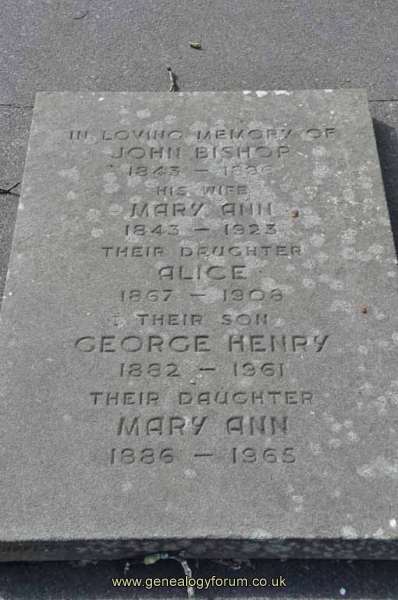 IN LOVING MEMORY OF
JOHN BISHOP
1843 –
HIS WIFE
MARY ANN
1843 – 1923
THEIR DAUGHTER
ALICE
1867 – 1908
THEIR SON
GEORGE HENRY
1882 – 1961
THEIR DAUGHTER
MARY ANN
1886 – 1965
www.genealogyforum.co.uk